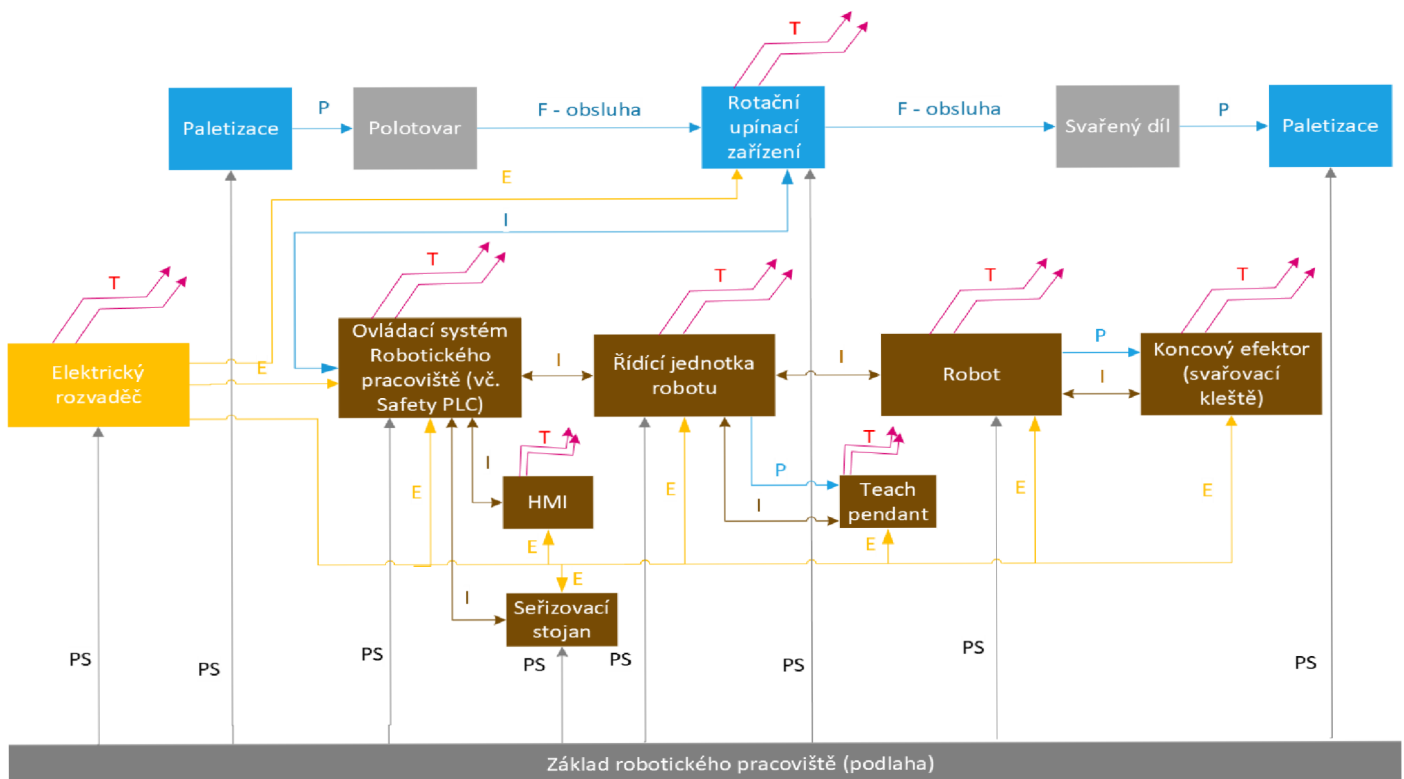 T
Paletizace
P
Polotovar
F - obsluha
Rotační
upínací
zařízení
F - obsluha
Svařený díl
P
Paletizace
E
I
T
T
T
T
T
Elektrický
rozvaděč
E
Ovládací systém
Robotického
pracoviště (vč.
Safety PLC)
I
Řídící jednotka
robotu
I
Robot
P
I
Koncový efektor
(svařovací
kleště)
T
T
I
E
HMI
E
P
I
Teach
pendant
E
E
E
E
E
I
Seřizovací
stojan
PS
PS
PS
PS
PS
PS
PS
PS
Základ robotického pracoviště (podlaha)